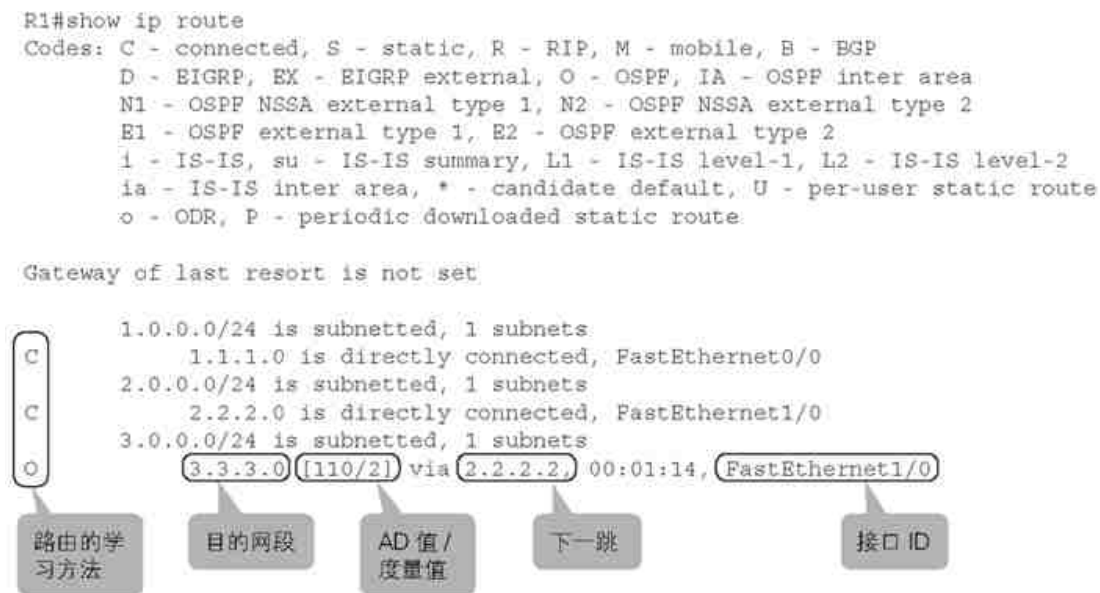 R1#show ip route
Codes: C - connected, S - static, R - RIP, M - mobile, B - BGP
D - EIGRP, EX - EIGRP external, O - OSPF, IA - OSPF inter area
N1 - OSPF NSSA external type 1, N2 - OSPF NSSA external type 2
E1 - OSPF external type 1, E2 - OSPF external type 2
i - IS-IS, su - IS-IS summary, L1 - IS-IS level-1, L2 - IS-IS level-2
ia - IS-IS inter area, * - candidate default, U - per-user static route
o - ODR, P - periodic downloaded static route
Gateway of last resort is not set
1.0.0.0/24 is subnetted, 1 subnets
C 1.1.1.0 is directly connected, FastEthernet0/0
2.0.0.0/24 is subnetted, 1 subnets
C 2.2.2.0 is directly connected, FastEthernet1/0
3.0.0.0/24 is subnetted, 1 subnets
O 3.3.3.0 [110/2] via 2.2.2.2, 00:01:14, FastEthernet1/0
路由的学
习方法
目的网段
AD 值 /
度量值
下一跳
接口 ID